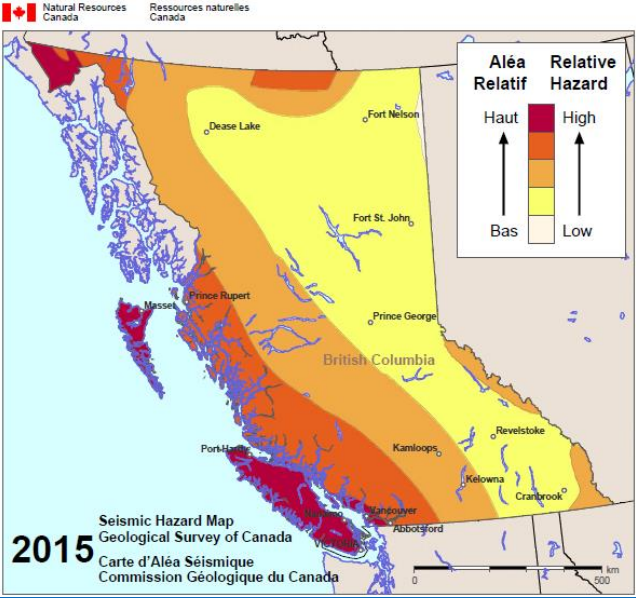 Natural Resources Canada
Ressources naturelles Canada
Aléa Relatif
Relative Hazard
Haut
High
Bas
Low
Fort Nelson
Dease Lake
Fort St. John
Prince Rupert
Masset
Prince George
British Columbia
Revelstoke
Port Hardy
Kamloops
Kelowna
Cranbrook
Vancouver
Nanaimo
Abbotsford
VICTORIA
2015
Seismic Hazard Map
Geological Survey of Canada
Carte d'Aléa Séismique
Commission Géologique du Canada
km
0
500